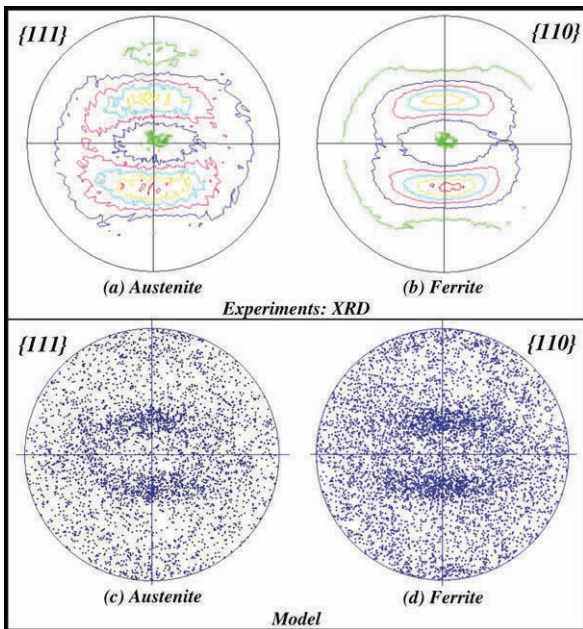 {111}
{110}
(a) Austenite
(b) Ferrite
Experiments: XRD
{111}
{110}
(c) Austenite
(d) Ferrite
Model